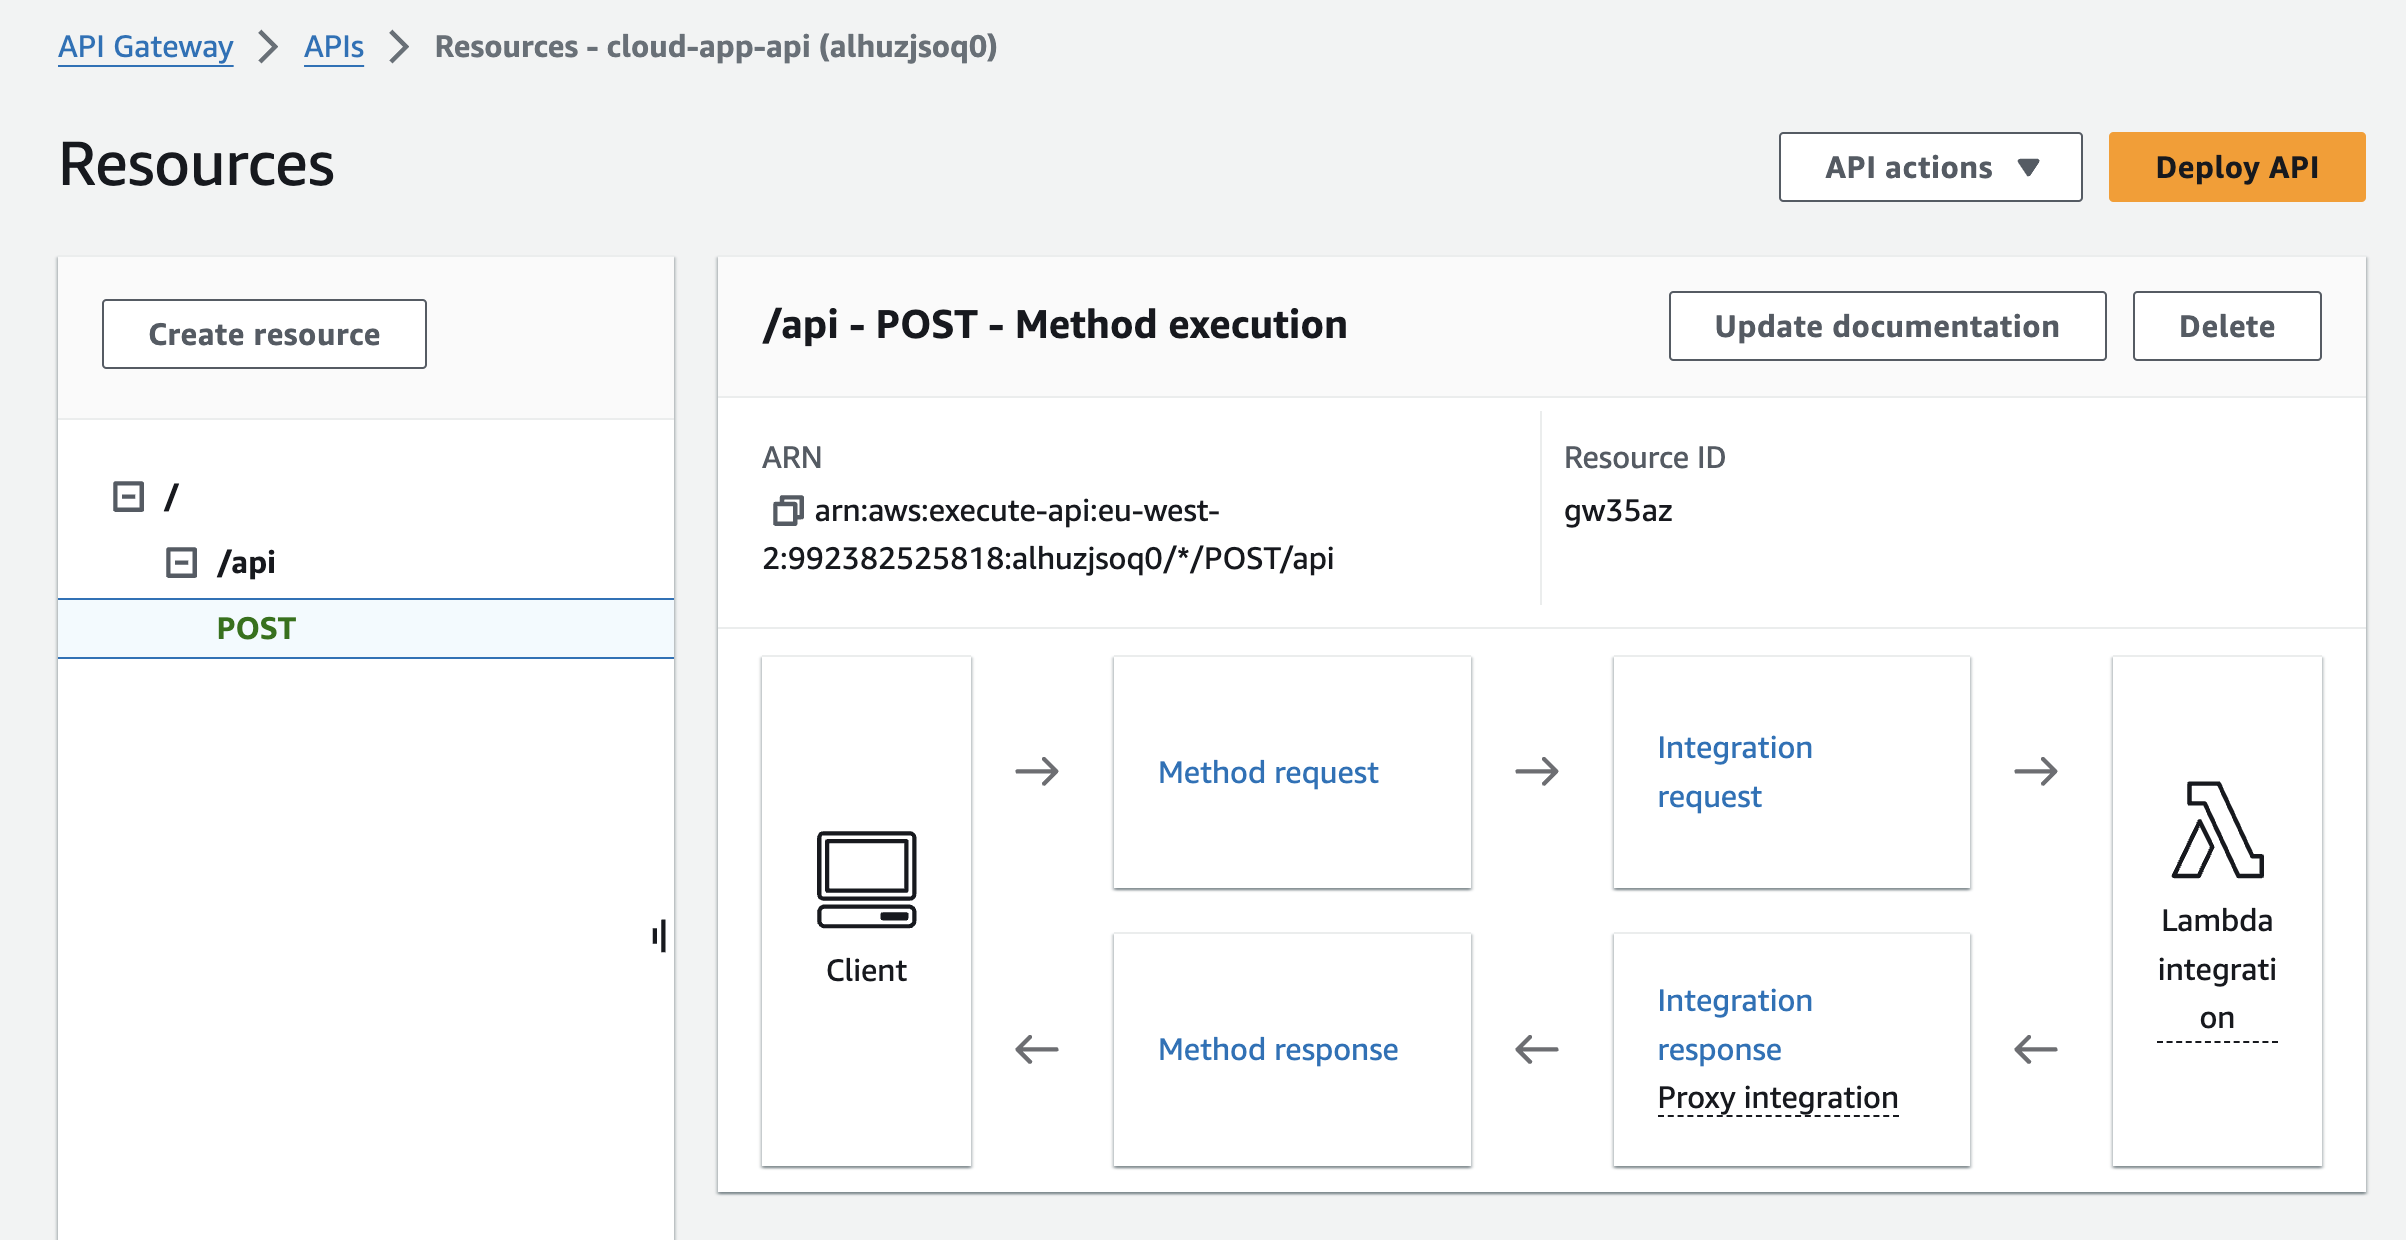 API Gateway > APIs > Resources - cloud-app-api (alhuzjsoq0)
Resources
API actions ▼
Deploy API
Create resource
/
/api
POST
/api - POST - Method execution
Update documentation
Delete
ARN
arn:aws:execute-api:eu-west-
2:992382525818:alhuzjsoq0/*/POST/api
Resource ID
gw35az
Client
Method request
Integration
request
Lambda
integrati
on
Method response
Integration
response
Proxy integration